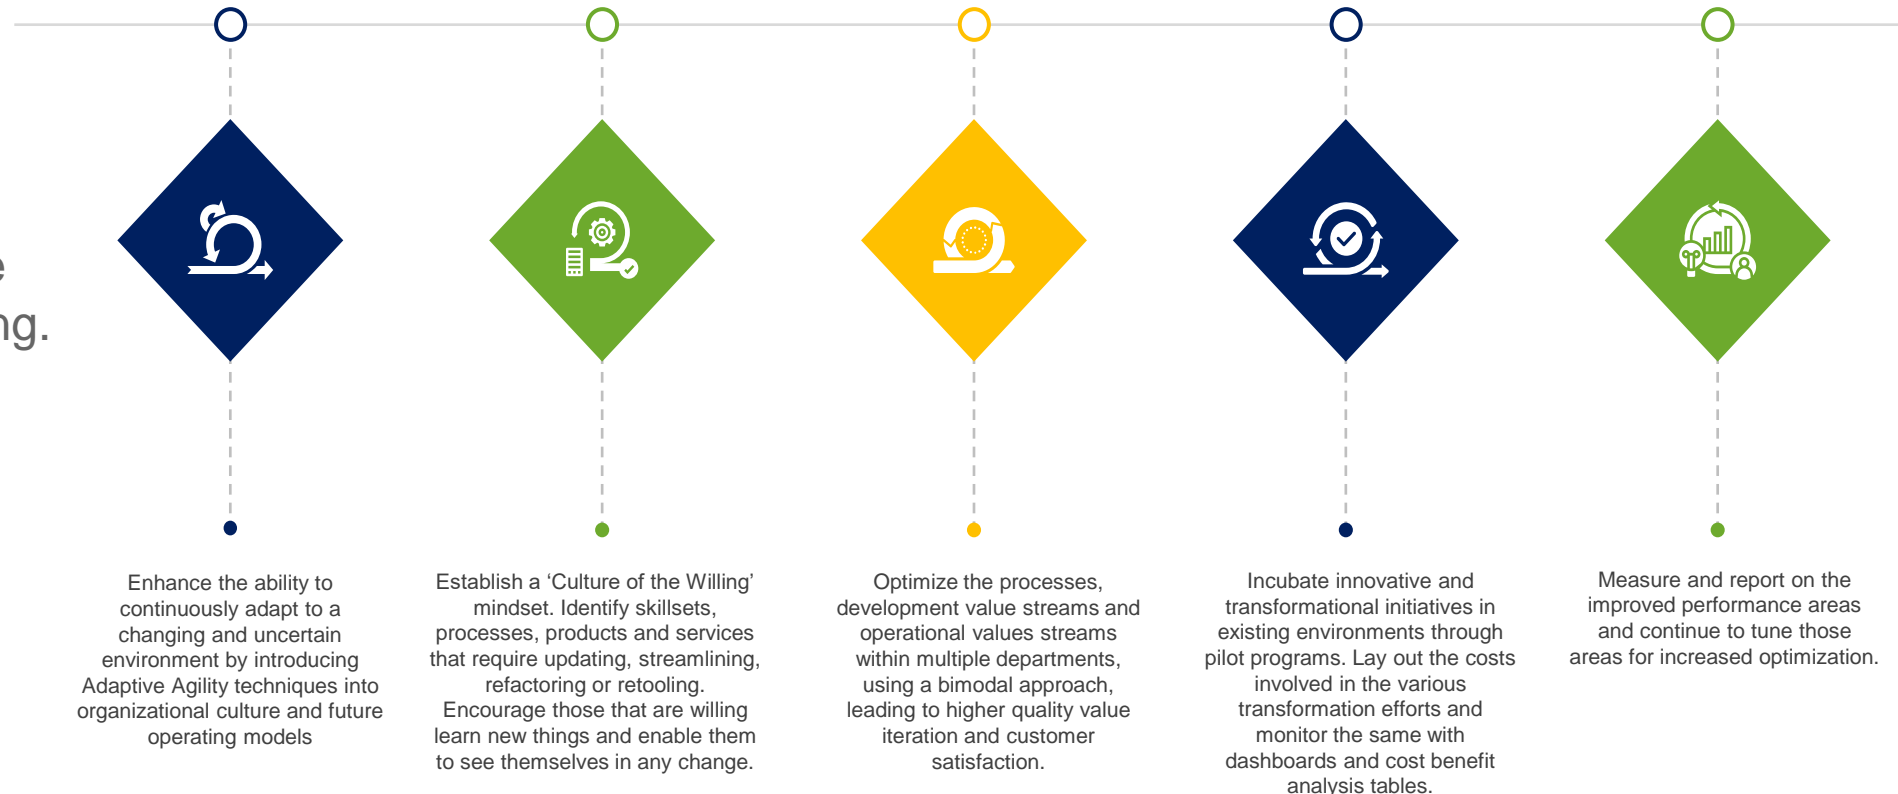 e
ng.
Enhance the ability to
continuously adapt to a
changing and uncertain
environment by introducing
Adaptive Agility techniques into
organizational culture and future
operating models
Establish a ‘Culture of the Willing’
mindset. Identify skillsets,
processes, products and services
that require updating, streamlining,
refactoring or retooling.
Encourage those that are willing
learn new things and enable them
to see themselves in any change.
Optimize the processes,
development value streams and
operational values streams
within multiple departments,
using a bimodal approach,
leading to higher quality value
iteration and customer
satisfaction.
Incubate innovative and
transformational initiatives in
existing environments through
pilot programs. Lay out the costs
involved in the various
transformation efforts and
monitor the same with
dashboards and cost benefit
analysis tables.
Measure and report on the
improved performance areas
and continue to tune those
areas for increased optimization.